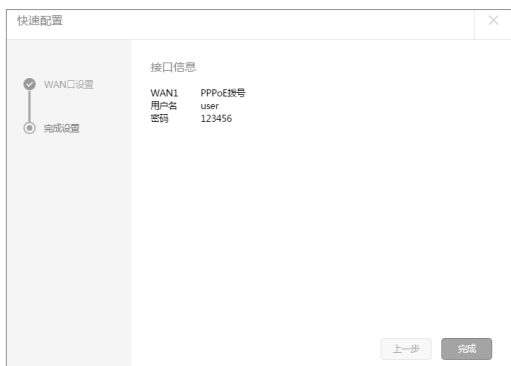 快速配置
WAN口设置
完成设置
接口信息
WAN1 PPPoE拨号
用户名 user
密码 123456
上一步 完成